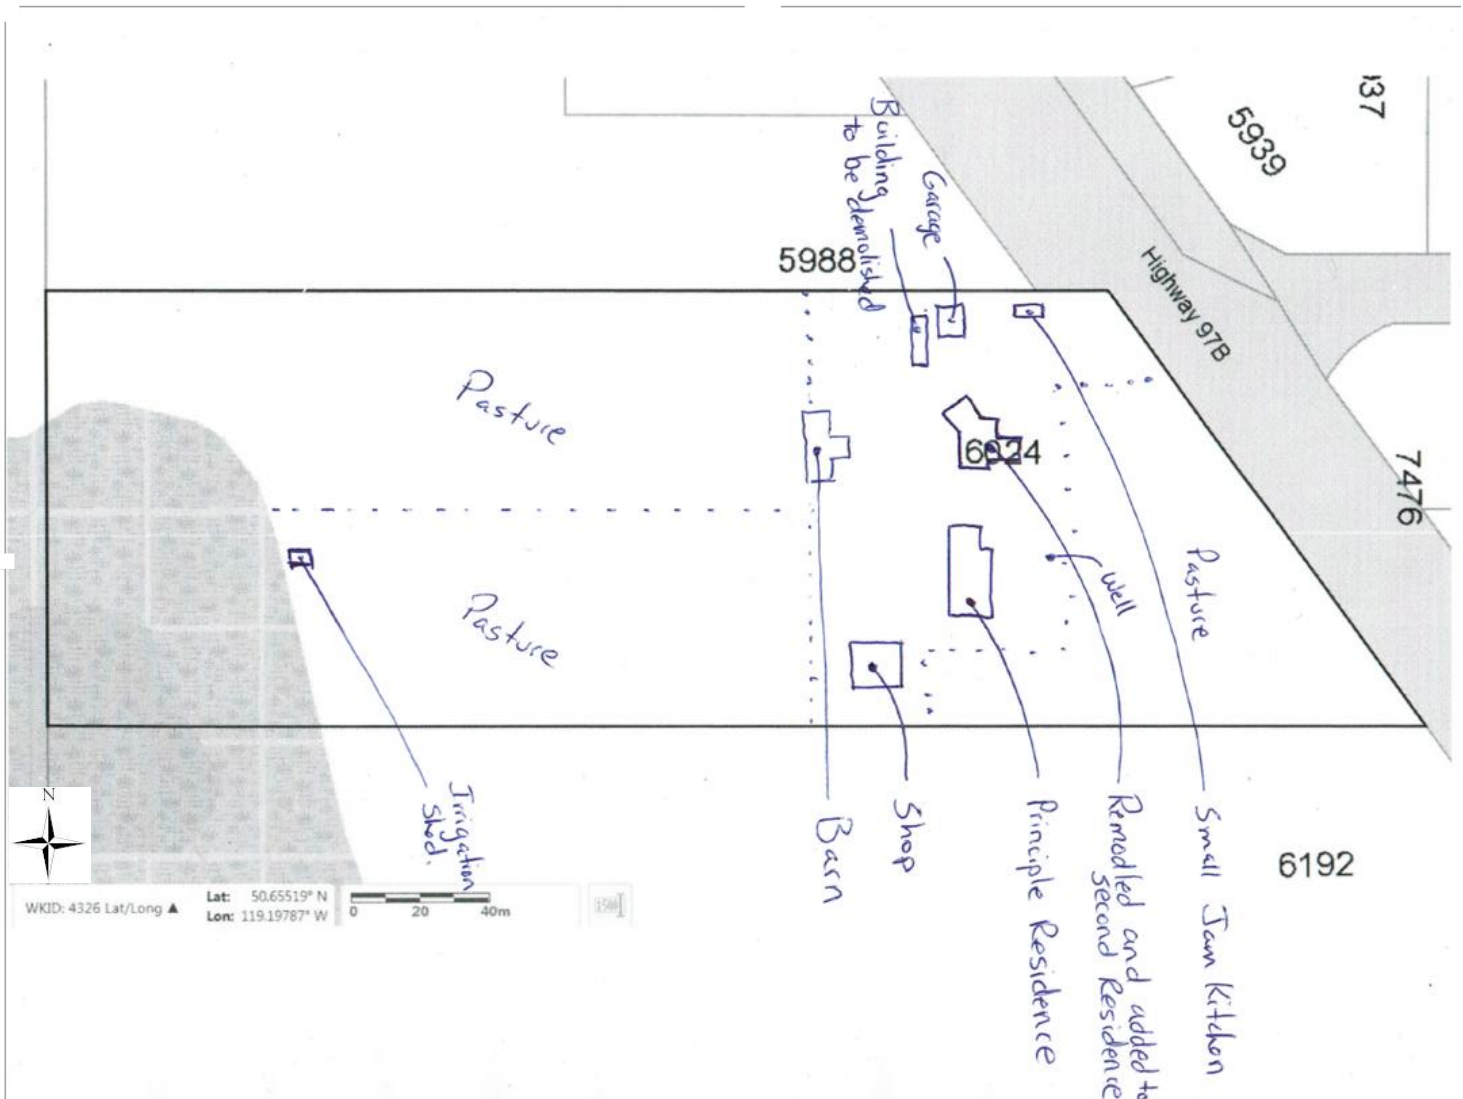 137
5939
Building
to be demolished
Garage
5988
Highway 97B
Pasture
6024
7476
Pasture
Well
Pasture
Irrigation
Shed.
Barn
Shop
Principle Residence
Remodled and added to
second Residence
Small Jam Kitchen
6192
N
WKID: 4326 Lat/Long ▲
Lat: 50.65519° N
Lon: 119.19787° W
0 20 40m